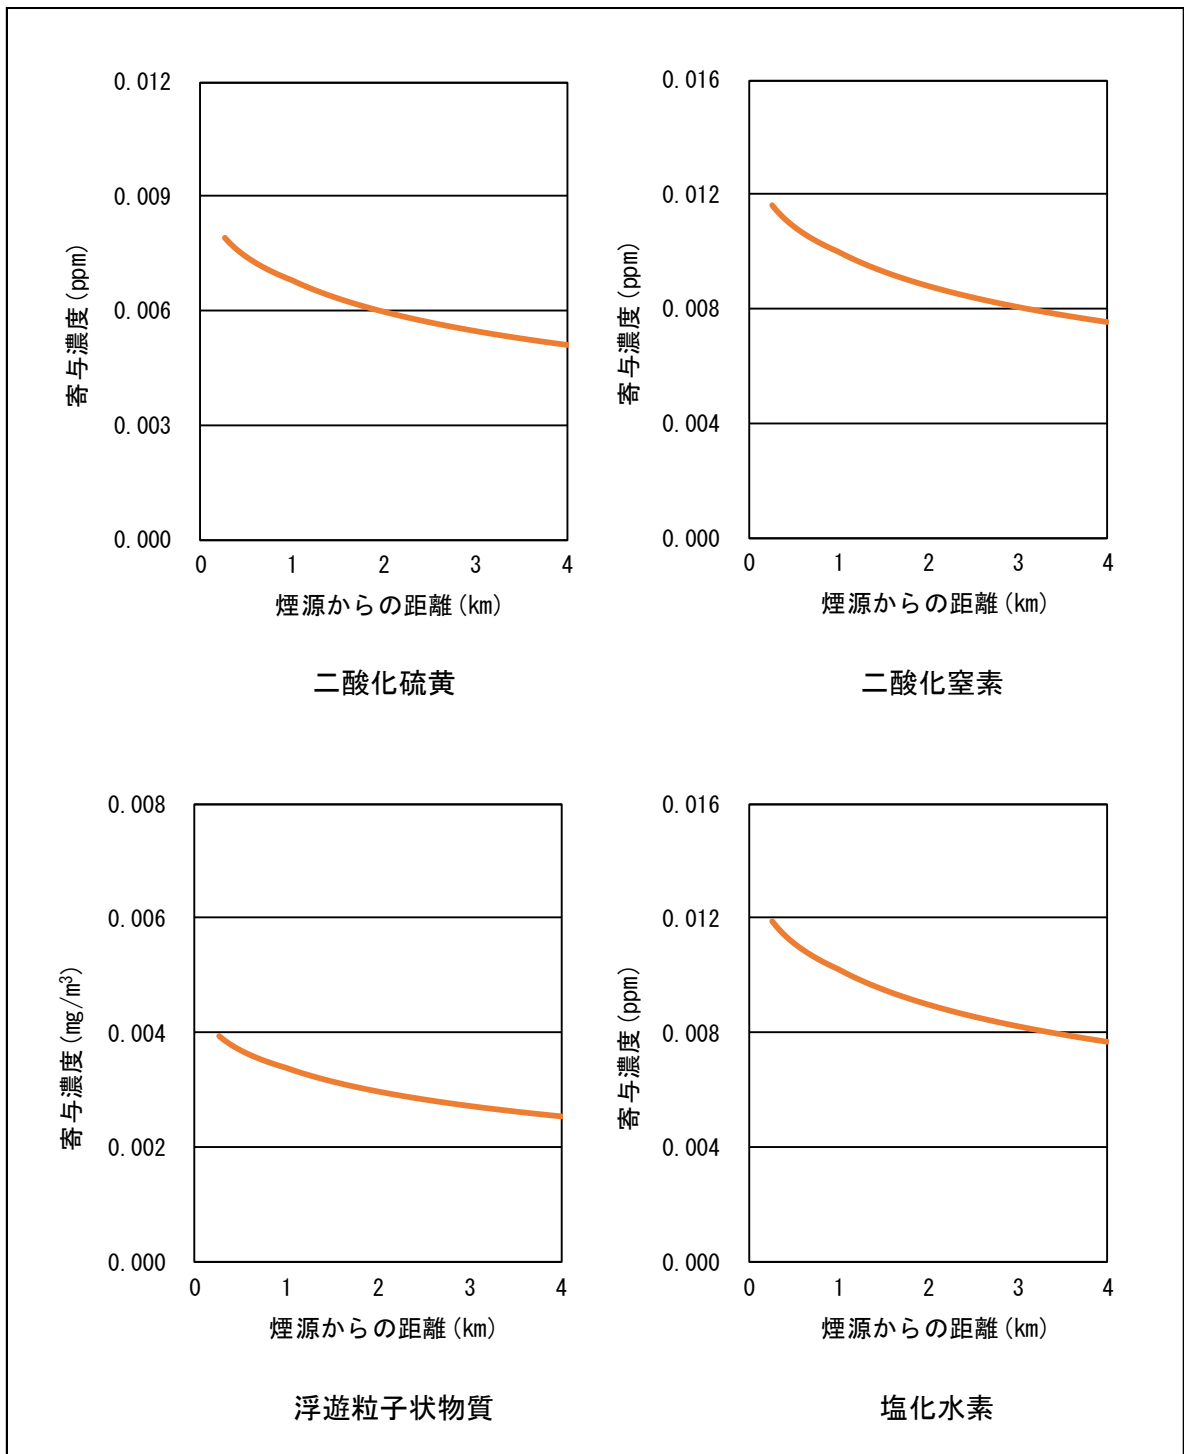 0.012
0.009
0.006
0.003
0.000
寄与濃度(ppm)
0 1 2 3 4
煙源からの距離(km)
二酸化硫黄
0.016
0.012
0.008
0.004
0.000
寄与濃度(ppm)
0 1 2 3 4
煙源からの距離(km)
二酸化窒素
0.008
0.006
0.004
0.002
0.000
寄与濃度(mg/m³)
0 1 2 3 4
煙源からの距離(km)
浮遊粒子状物質
0.016
0.012
0.008
0.004
0.000
寄与濃度(ppm)
0 1 2 3 4
煙源からの距離(km)
塩化水素